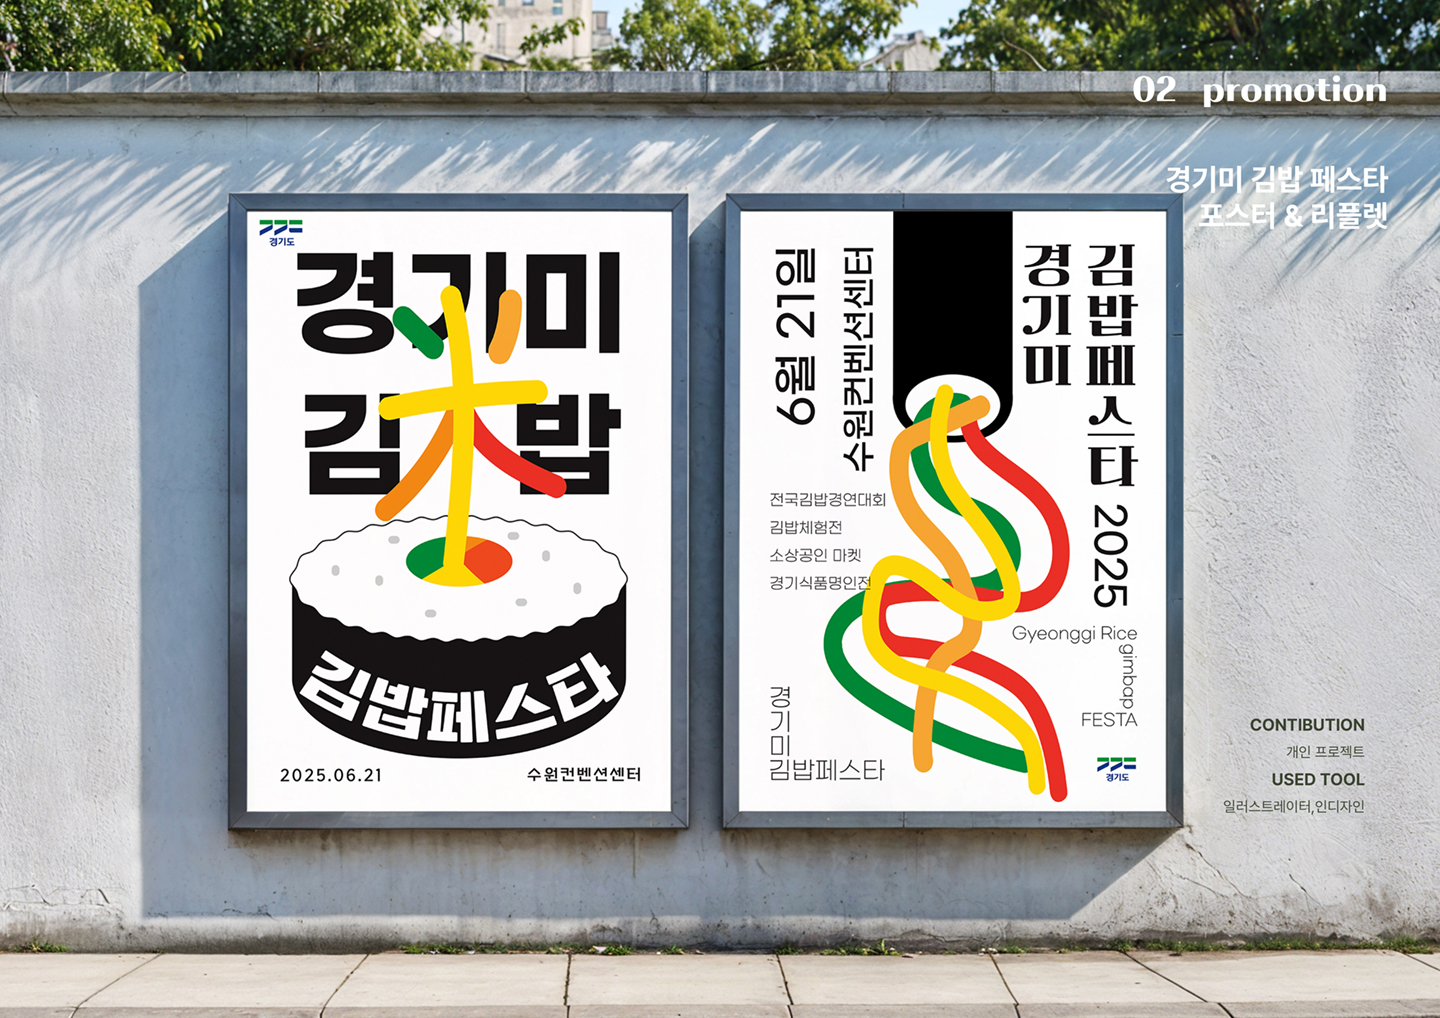 02 promotion
경기미 김밥 페스타
포스터 & 리플렛
경기도
경기미
김밥
김밥페스타
2025.06.21
수원컨벤션센터
6월 21일
수원컨벤션센터
경기미
김밥페스타 2025
전국김밥경연대회
김밥체험전
소상공인 마켓
경기식품명인전
Gyeonggi Rice
gimbap
FESTA
경
기
미
김밥페스타
경기도
CONTIBUTION
개인 프로젝트
USED TOOL
일러스트레이터,인디자인